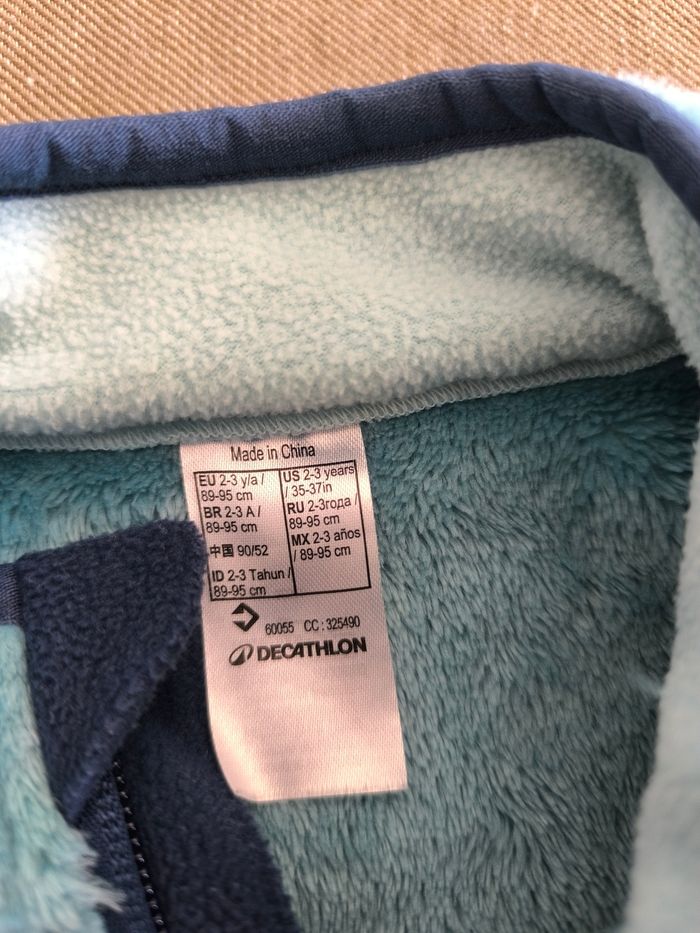 Made in China
EU 2-3 y/a /
89-95 cm
BR 2-3 A /
89-95 cm
中国 90/52
ID 2-3 Tahun /
89-95 cm
US 2-3 years
/ 35-37in
RU 2-3года /
89-95 cm
MX 2-3 años
/ 89-95 cm
60055 CC : 325490
DECATHLON